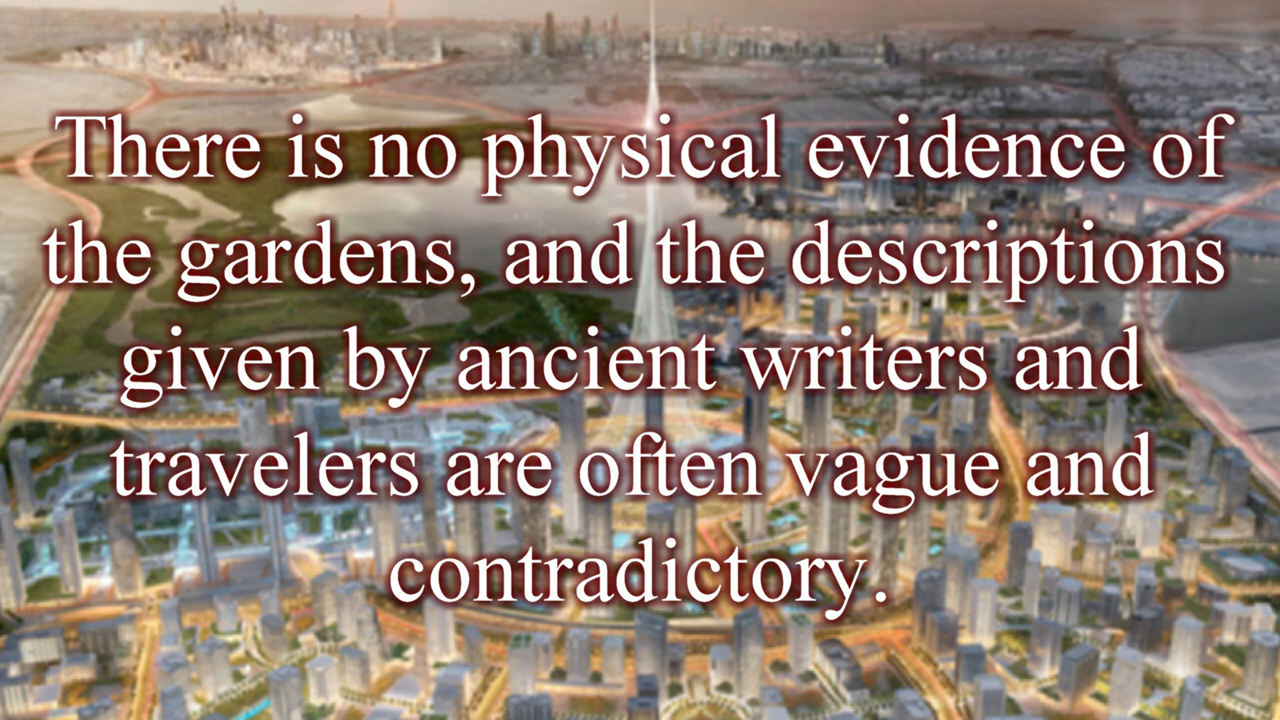 There is no physical evidence of
the gardens, and the descriptions
given by ancient writers and
travelers are often vague and
contradictory.